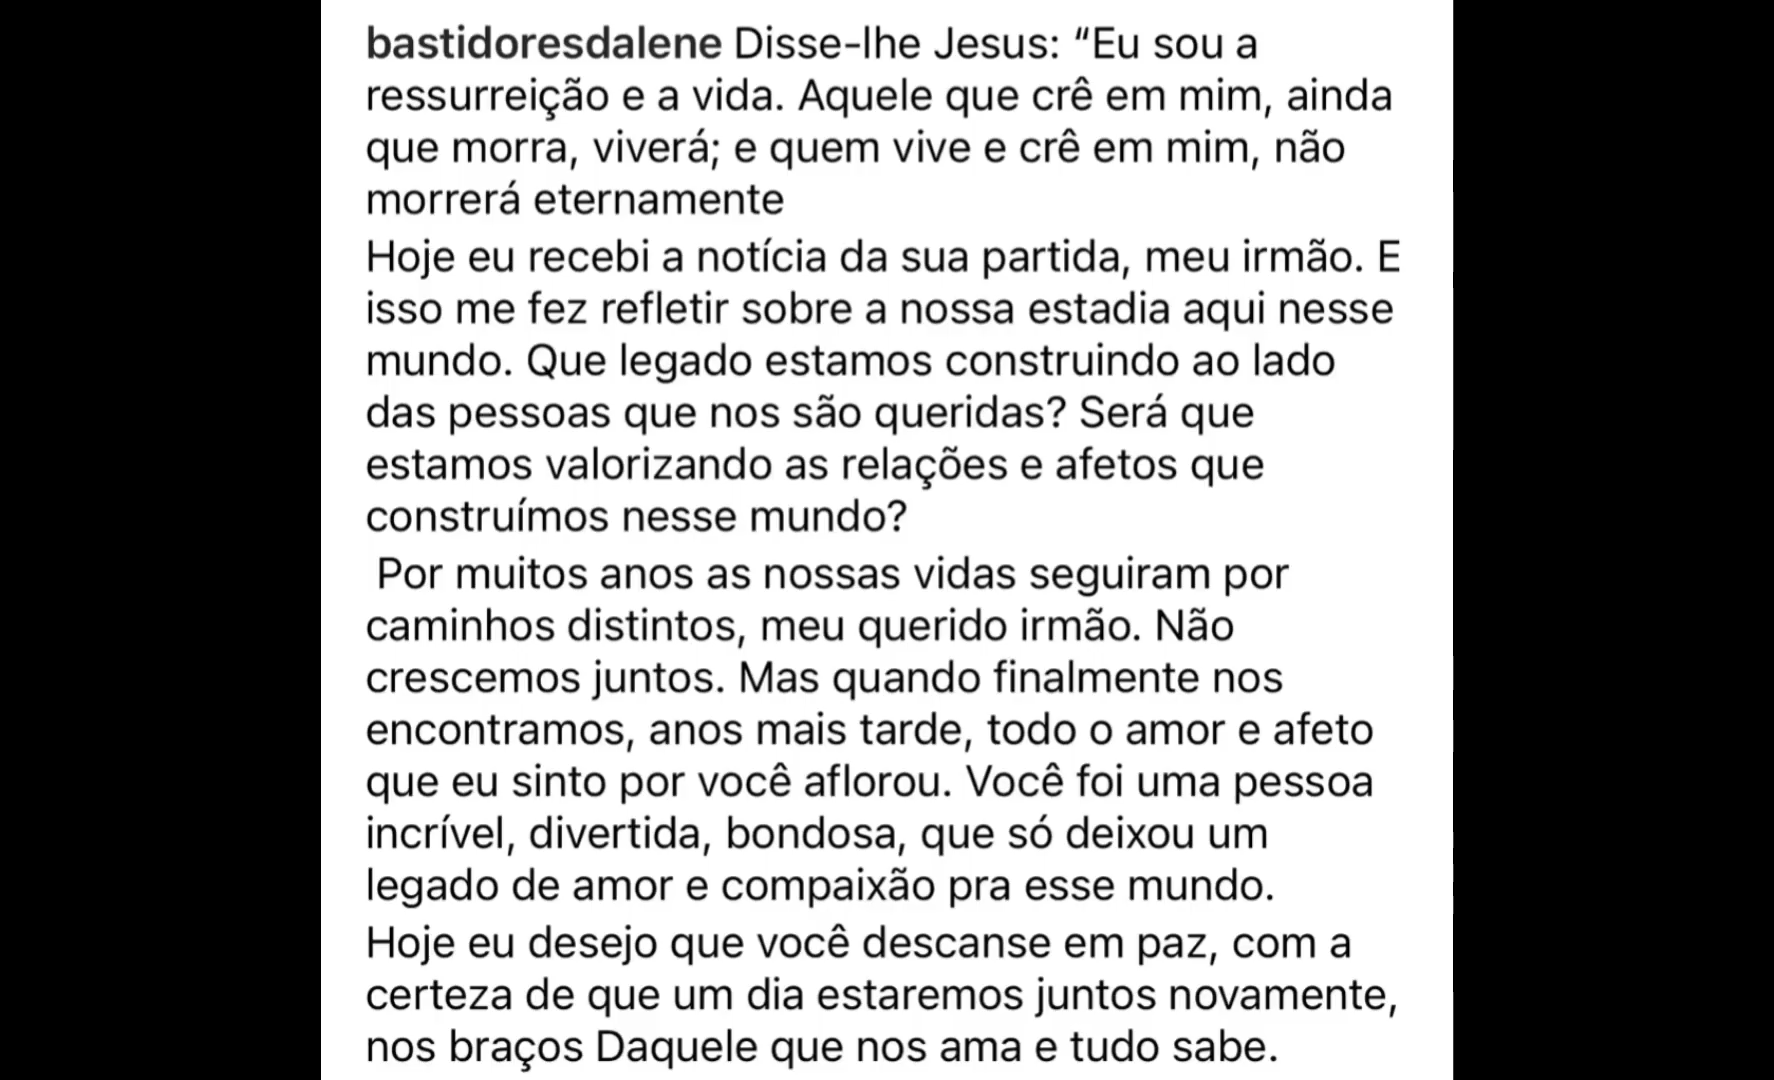 bastidoresdalene Disse-lhe Jesus: “Eu sou a
ressurreição e a vida. Aquele que crê em mim, ainda
que morra, viverá; e quem vive e crê em mim, não
morrerá eternamente
Hoje eu recebi a notícia da sua partida, meu irmão. E
isso me fez refletir sobre a nossa estadia aqui nesse
mundo. Que legado estamos construindo ao lado
das pessoas que nos são queridas? Será que
estamos valorizando as relações e afetos que
construímos nesse mundo?
Por muitos anos as nossas vidas seguiram por
caminhos distintos, meu querido irmão. Não
crescemos juntos. Mas quando finalmente nos
encontramos, anos mais tarde, todo o amor e afeto
que eu sinto por você aflorou. Você foi uma pessoa
incrível, divertida, bondosa, que só deixou um
legado de amor e compaixão pra esse mundo.
Hoje eu desejo que você descanse em paz, com a
certeza de que um dia estaremos juntos novamente,
nos braços Daquele que nos ama e tudo sabe.